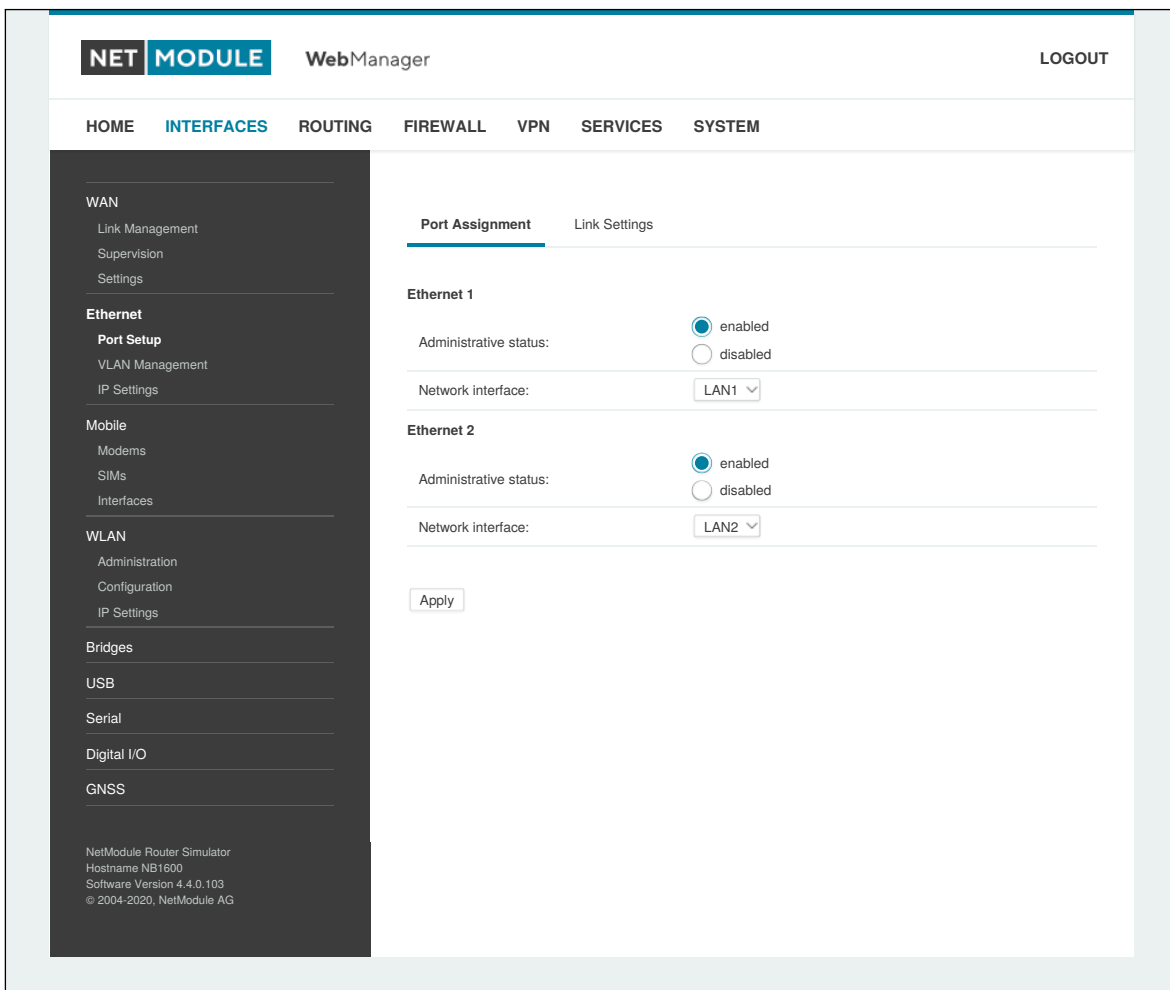 NET MODULE WebManager LOGOUT
HOME INTERFACES ROUTING FIREWALL VPN SERVICES SYSTEM
WAN
Link Management
Supervision
Settings
Ethernet
Port Setup
VLAN Management
IP Settings
Mobile
Modems
SIMs
Interfaces
WLAN
Administration
Configuration
IP Settings
Bridges
USB
Serial
Digital I/O
GNSS
NetModule Router Simulator
Hostname NB1600
Software Version 4.4.0.103
© 2004-2020, NetModule AG
Port Assignment Link Settings
Ethernet 1
Administrative status:
enabled
disabled
Network interface: LAN1
Ethernet 2
Administrative status:
enabled
disabled
Network interface: LAN2
Apply